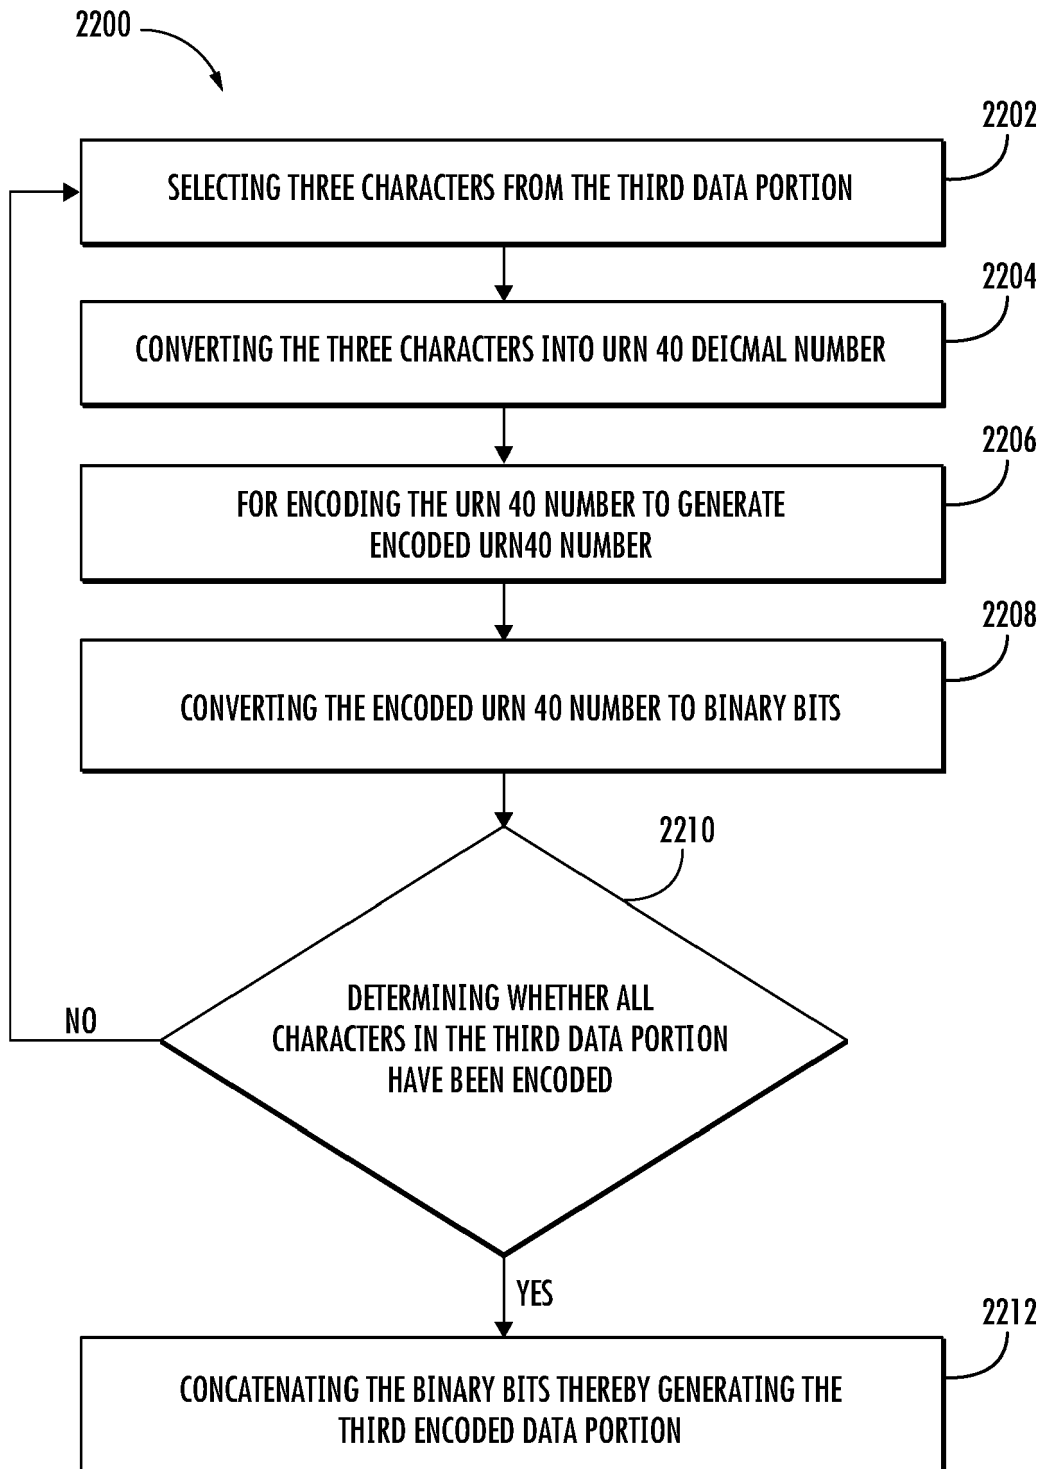 2200
2202
SELECTING THREE CHARACTERS FROM THE THIRD DATA PORTION
2204
CONVERTING THE THREE CHARACTERS INTO URN 40 DEICMAL NUMBER
2206
FOR ENCODING THE URN 40 NUMBER TO GENERATE
ENCODED URN40 NUMBER
2208
CONVERTING THE ENCODED URN 40 NUMBER TO BINARY BITS
2210
DETERMINING WHETHER ALL
CHARACTERS IN THE THIRD DATA PORTION
HAVE BEEN ENCODED
NO
YES
2212
CONCATENATING THE BINARY BITS THEREBY GENERATING THE
THIRD ENCODED DATA PORTION